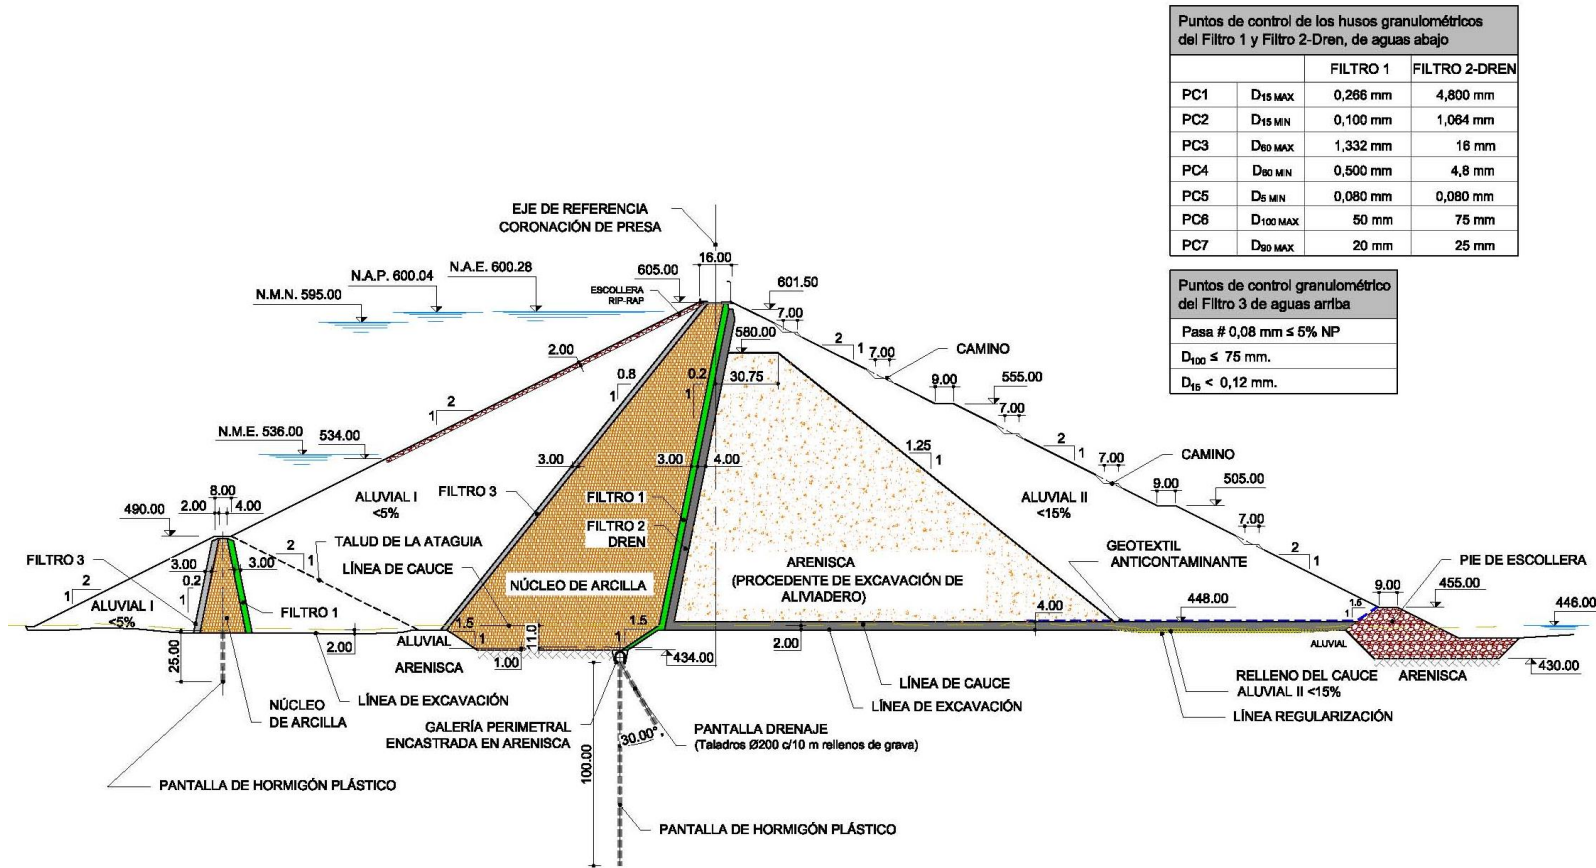 Puntos de control de los husos granulométricos
del Filtro 1 y Filtro 2-Dren, de aguas abajo
FILTRO 1 FILTRO 2-DREN
PC1 D15 MAX 0,266 mm 4,800 mm
PC2 D15 MIN 0,100 mm 1,064 mm
PC3 D60 MAX 1,332 mm 16 mm
PC4 D60 MIN 0,500 mm 4,8 mm
PC5 D5 MIN 0,080 mm 0,080 mm
PC6 D100 MAX 50 mm 75 mm
PC7 D90 MAX 20 mm 25 mm
Puntos de control granulométrico
del Filtro 3 de aguas arriba
Pasa # 0,08 mm ≤ 5% NP
D100 ≤ 75 mm.
D15 < 0,12 mm.
EJE DE REFERENCIA
CORONACIÓN DE PRESA
16.00
N.A.P. 600.04
N.A.E. 600.28
605.00
601.50
N.M.N. 595.00
ESCOLLERA
RIP-RAP
7.00
580.00
2
1
2.00
7.00
CAMINO
0.8
1
0.2
1
30.75
9.00
555.00
2
1
7.00
N.M.E. 536.00
534.00
1.25
1
2
1
CAMINO
3.00
3.00
4.00
7.00
8.00
2.00
4.00
490.00
ALUVIAL I
<5%
FILTRO 3
FILTRO 1
FILTRO 2
DREN
ALUVIAL II
<15%
9.00
505.00
7.00
2
1
TALUD DE LA ATAGUIA
2
1
LÍNEA DE CAUCE
FILTRO 3
3.00
3.00
0.2
1
2
1
ALUVIAL I
<5%
FILTRO 1
NÚCLEO DE ARCILLA
ARENISCA
(PROCEDENTE DE EXCAVACIÓN DE
ALIVIADERO)
GEOTEXTIL
ANTICONTAMINANTE
PIE DE ESCOLLERA
9.00
455.00
446.00
448.00
1.5
1
4.00
2.00
25.00
2.00
ALUVIAL
1.5
1
11.0
1.00
1.5
1
434.00
ARENISCA
ALUVIAL
430.00
ARENISCA
LÍNEA DE CAUCE
LÍNEA DE EXCAVACIÓN
RELLENO DEL CAUCE
ALUVIAL II <15%
LÍNEA REGULARIZACIÓN
NÚCLEO
DE ARCILLA
LÍNEA DE EXCAVACIÓN
GALERÍA PERIMETRAL
ENCASTRADA EN ARENISCA
30.00°
PANTALLA DRENAJE
(Taladros Ø200 c/10 m rellenos de grava)
100.00
PANTALLA DE HORMIGÓN PLÁSTICO
PANTALLA DE HORMIGÓN PLÁSTICO